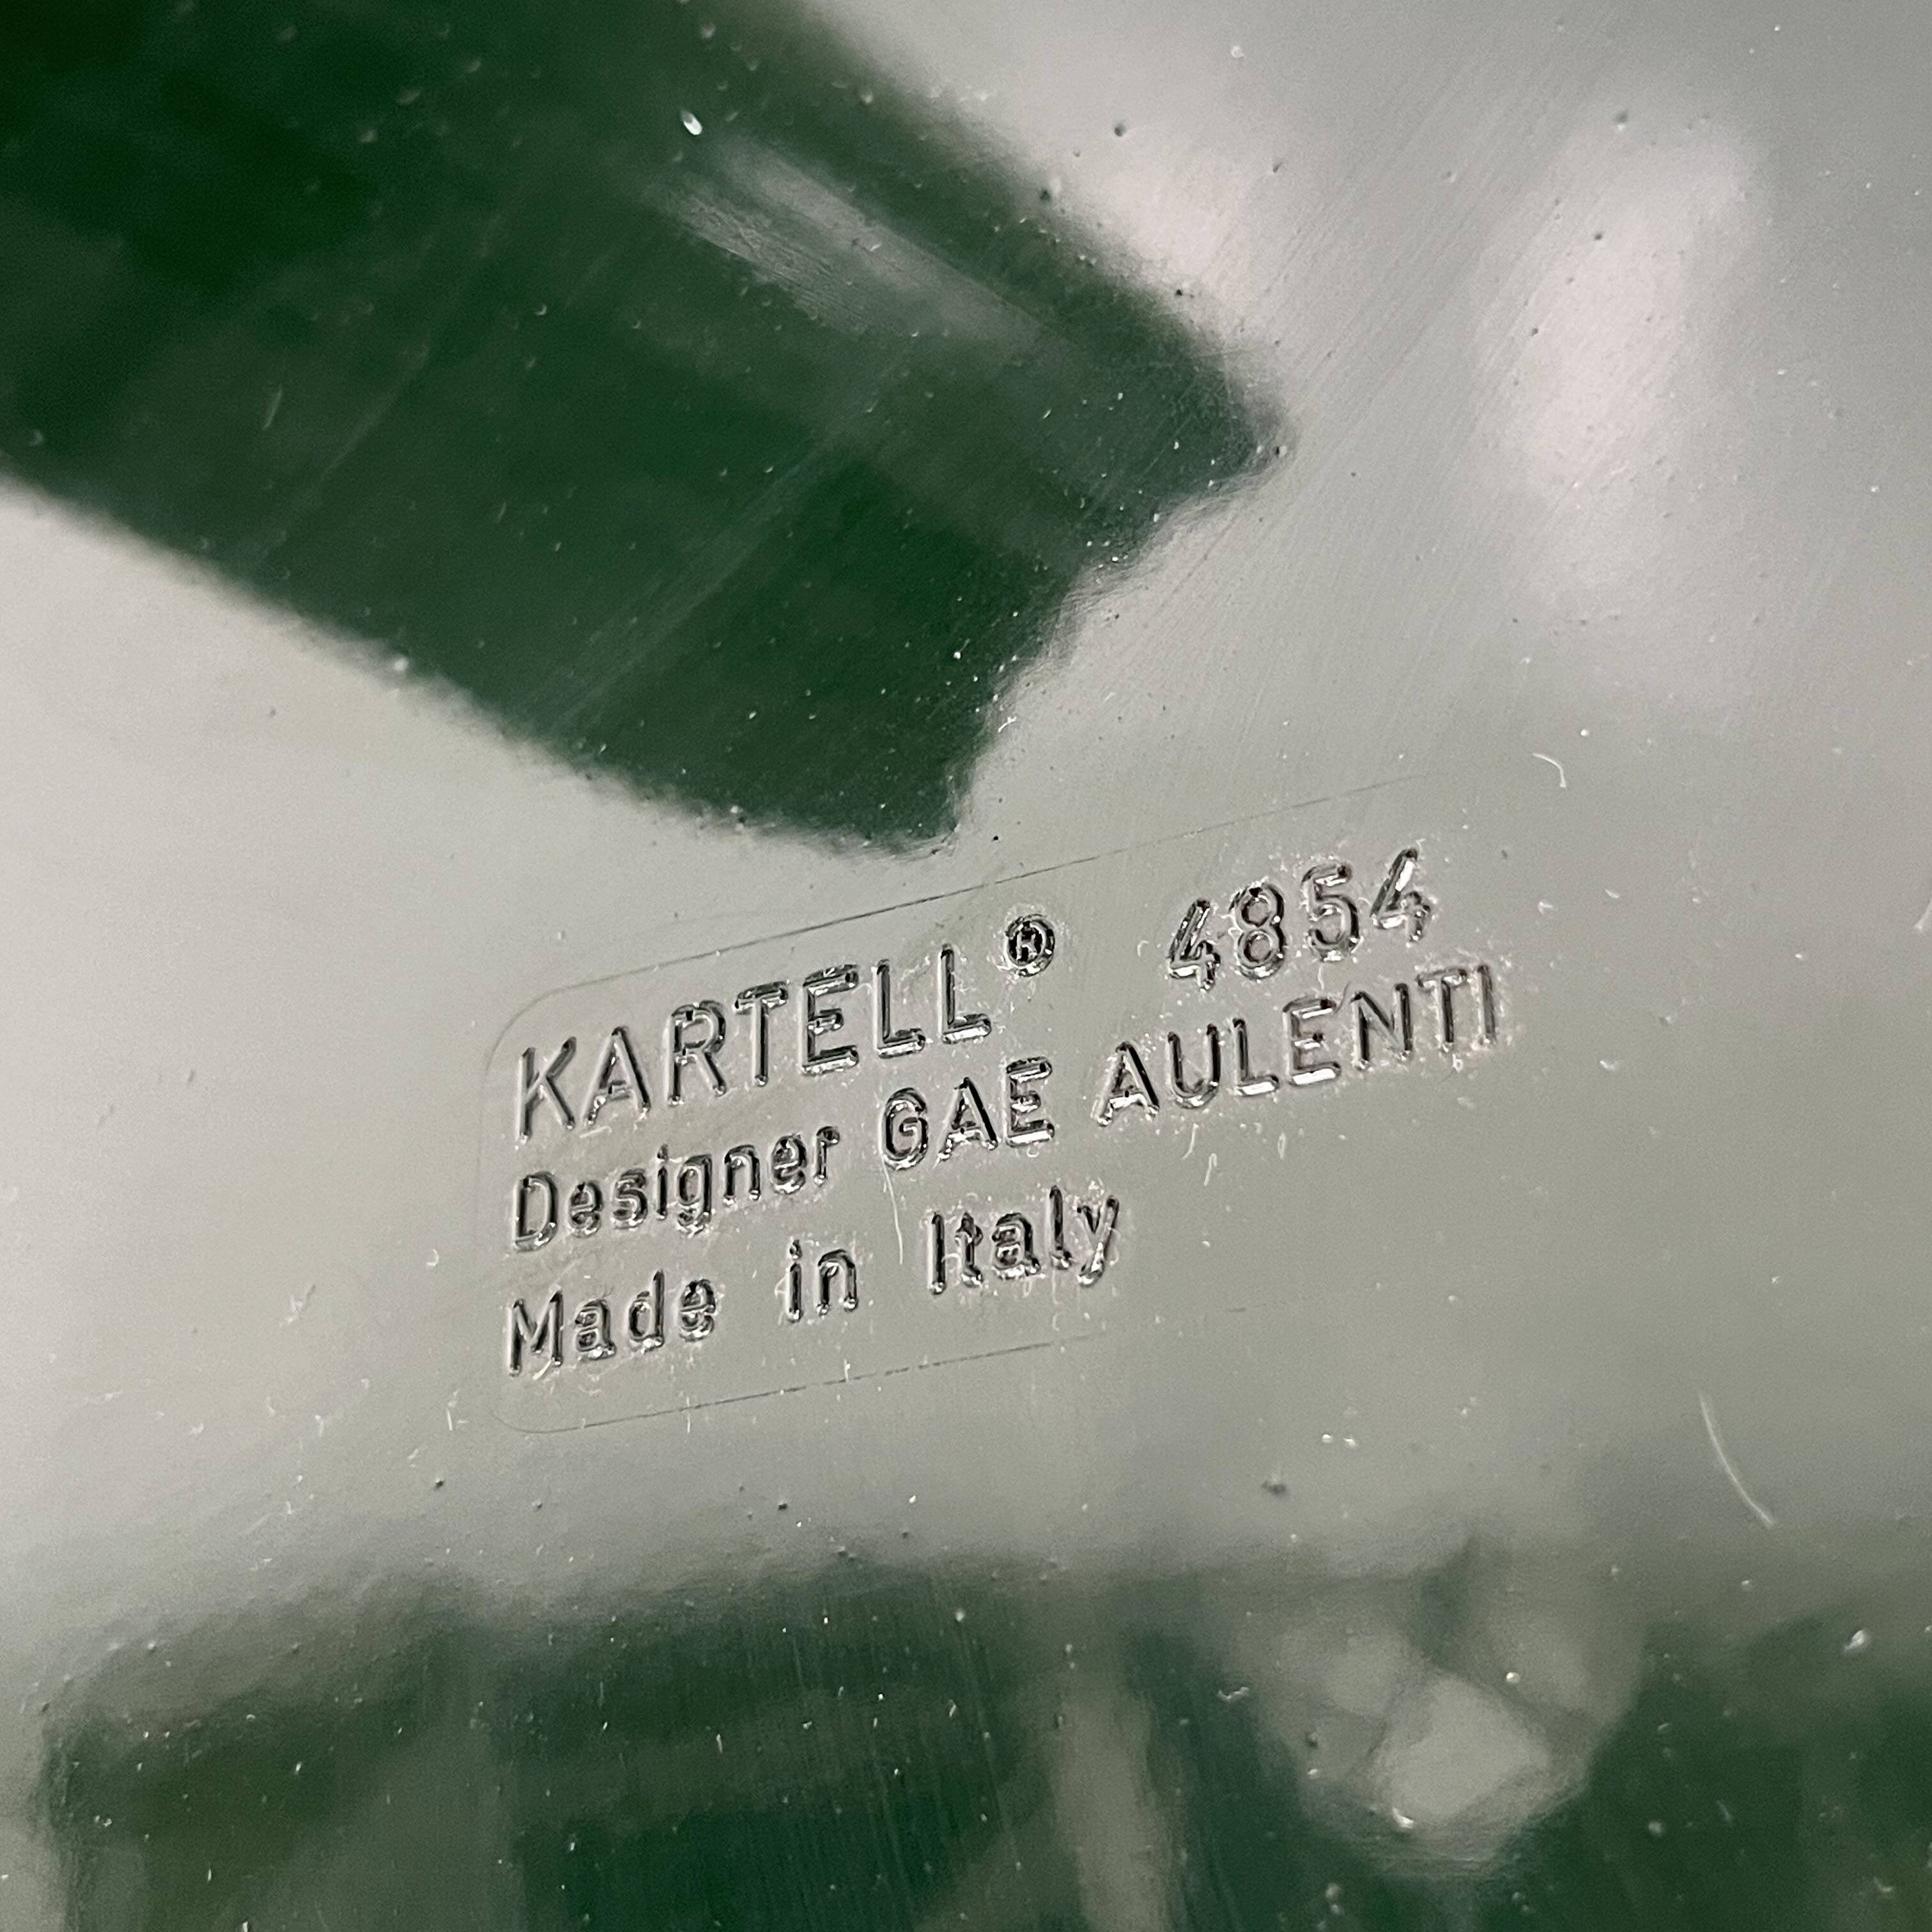 KARTELL® 4854
Designer GAE AULENTI
Made in Italy